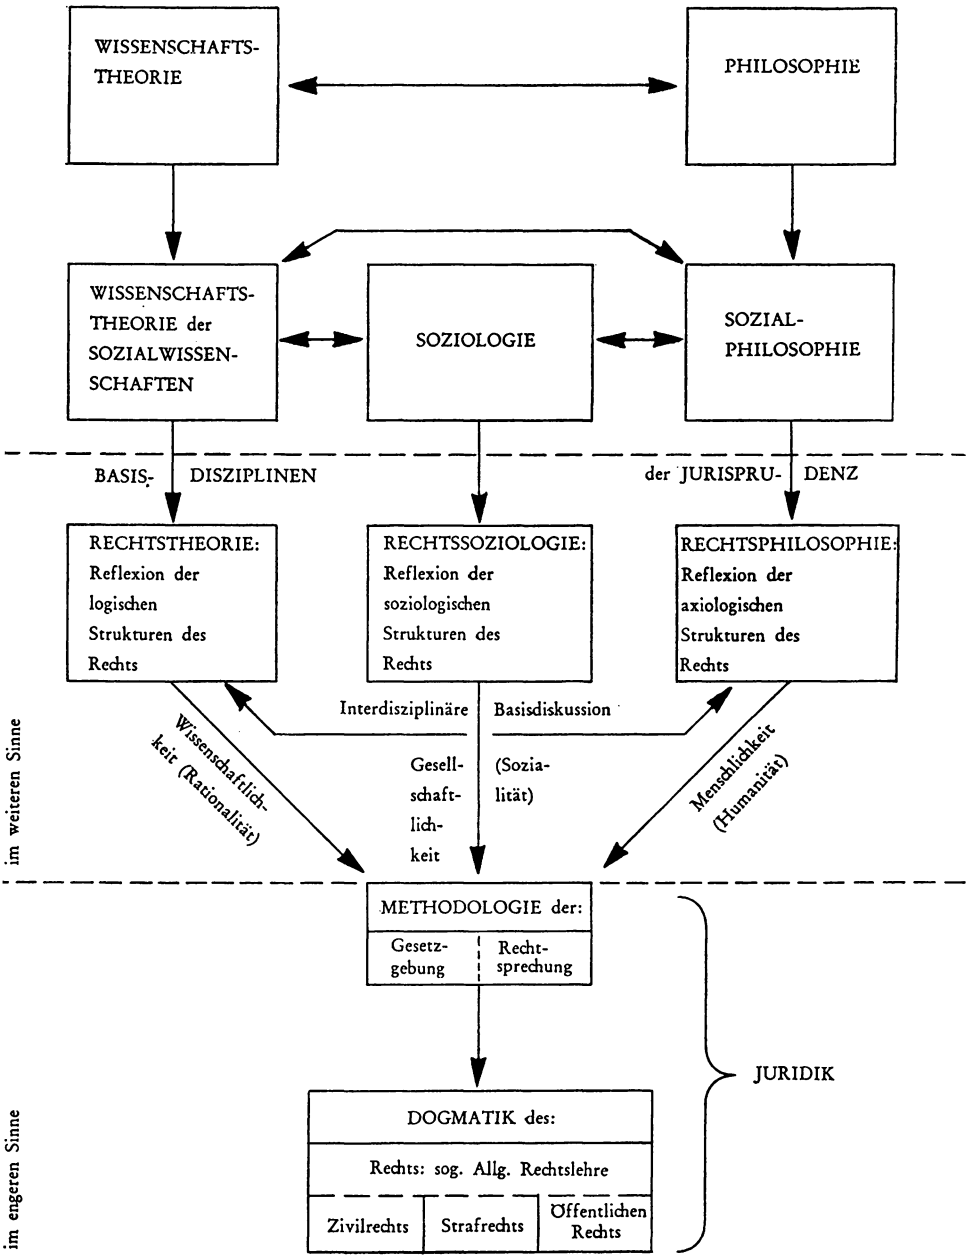 WISSENSCHAFTS-
THEORIE
PHILOSOPHIE
WISSENSCHAFTS-
THEORIE der
SOZIALWISSEN-
SCHAFTEN
SOZIOLOGIE
SOZIAL-
PHILOSOPHIE
BASIS- DISZIPLINEN
der JURISPRU- DENZ
RECHTSTHEORIE:
Reflexion der
logischen
Strukturen des
Rechts
RECHTSSOZIOLOGIE:
Reflexion der
soziologischen
Strukturen des
Rechts
RECHTSPHILOSOPHIE:
Reflexion der
axiologischen
Strukturen des
Rechts
Interdisziplinäre Basisdiskussion
Wissenschaftlich-
keit (Rationalität)
Gesell-
schaft-
lich-
keit
(Sozia-
lität)
Menschlichkeit
(Humanität)
im weiteren Sinne
METHODOLOGIE der:
Gesetz-
gebung
Recht-
sprechung
JURIDIK
DOGMATIK des:
Rechts: sog. Allg. Rechtslehre
Zivilrechts
Strafrechts
Öffentlichen
Rechts
im engeren Sinne